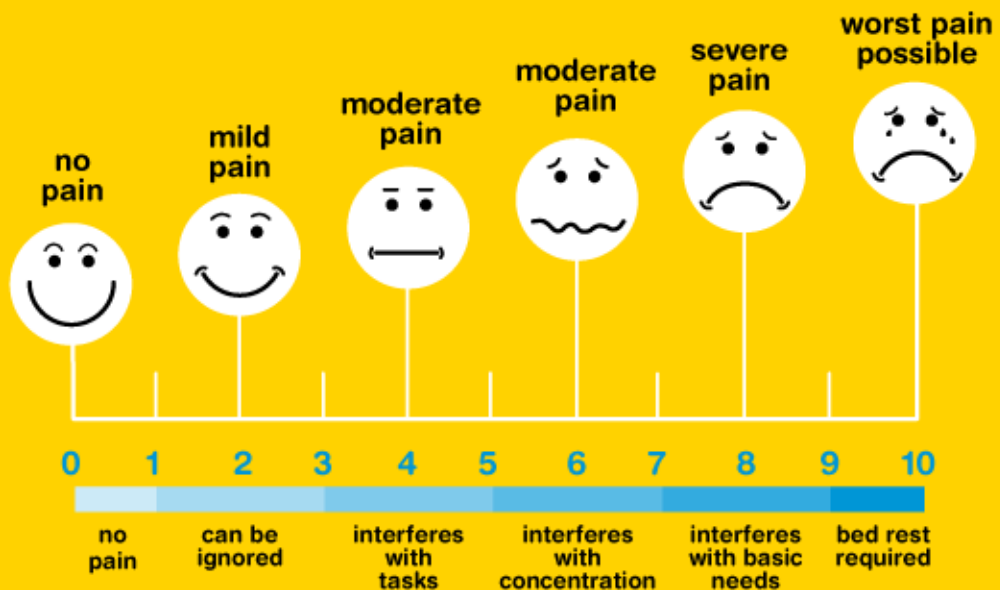 no
pain
mild
pain
moderate
pain
moderate
pain
severe
pain
worst pain
possible
0 1 2 3 4 5 6 7 8 9 10
no
pain
can be
ignored
interferes
with
tasks
interferes
with
concentration
interferes
with basic
needs
bed rest
required